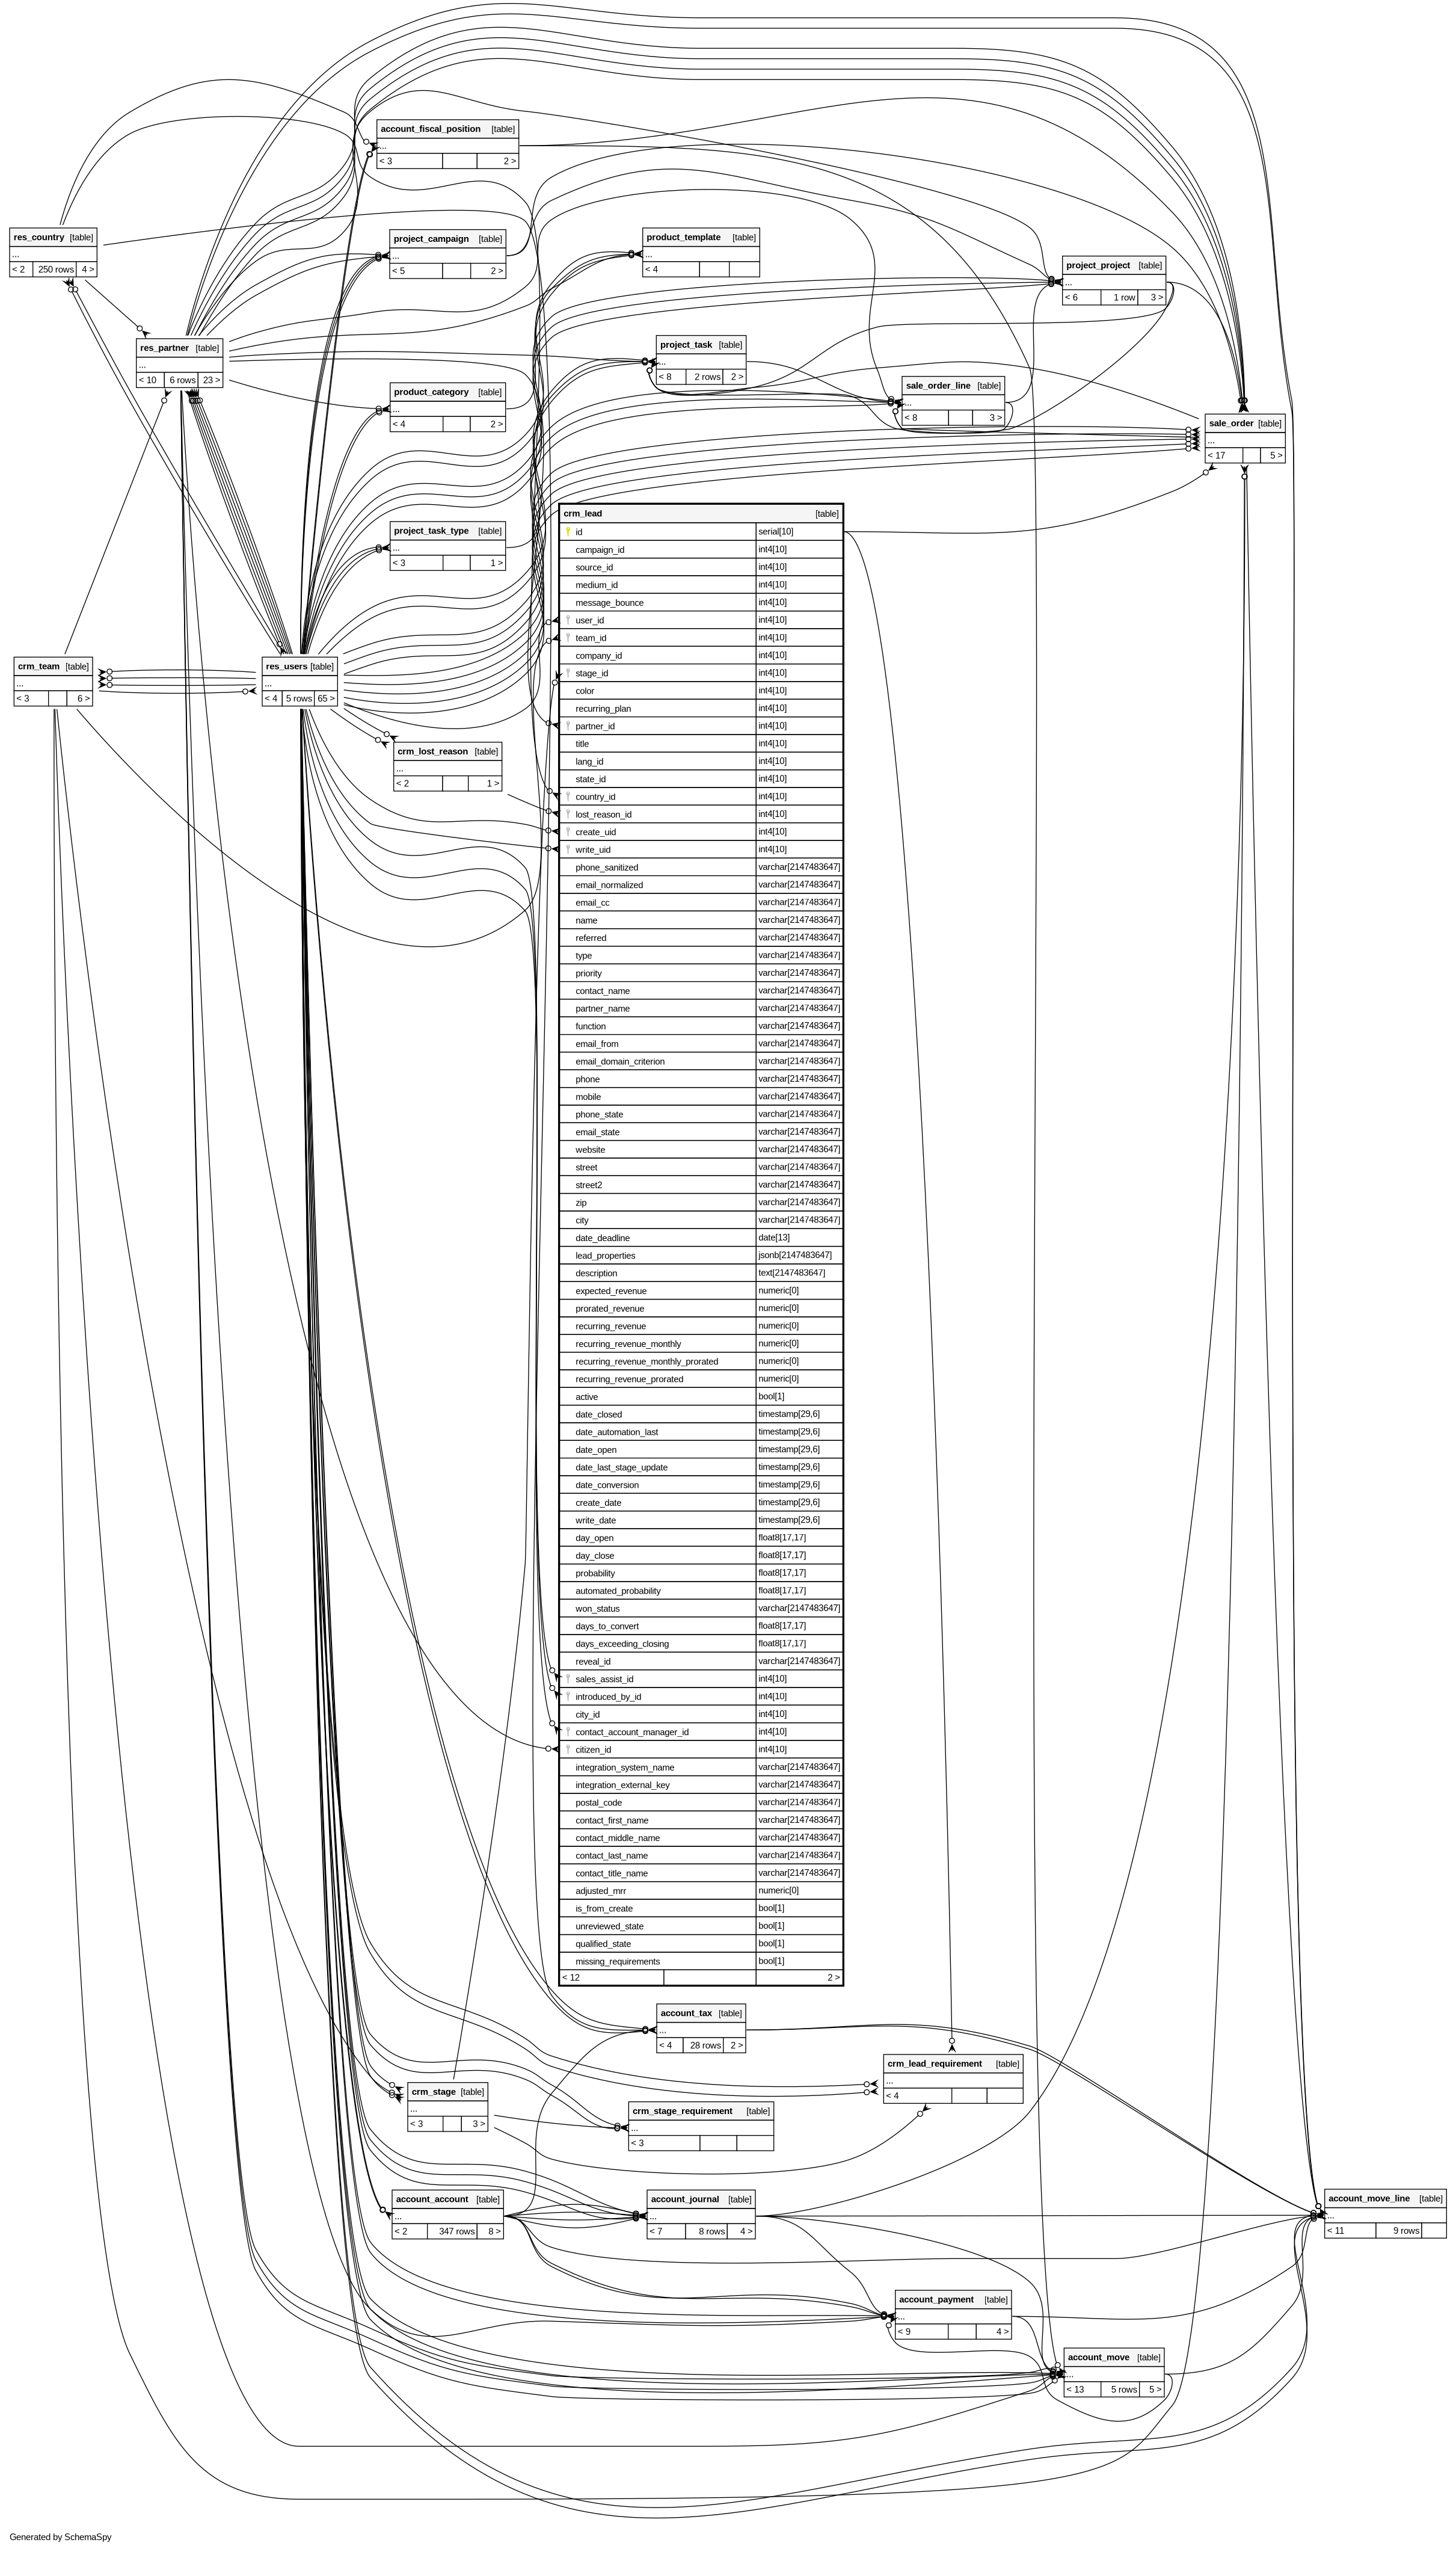 account_fiscal_position [table]
...
< 3 2 >
res_country [table]
...
< 2 250 rows 4 >
project_campaign [table]
...
< 5 2 >
product_template [table]
...
< 4
project_project [table]
...
< 6 1 row 3 >
res_partner [table]
...
< 10 6 rows 23 >
project_task [table]
...
< 8 2 rows 2 >
product_category [table]
...
< 4 2 >
sale_order_line [table]
...
< 8 3 >
sale_order [table]
...
< 17 5 >
project_task_type [table]
...
< 3 1 >
crm_team [table]
...
< 3 6 >
res_users [table]
...
< 4 5 rows 65 >
crm_lost_reason [table]
...
< 2 1 >
crm_lead [table]
id serial[10]
campaign_id int4[10]
source_id int4[10]
medium_id int4[10]
message_bounce int4[10]
user_id int4[10]
team_id int4[10]
company_id int4[10]
stage_id int4[10]
color int4[10]
recurring_plan int4[10]
partner_id int4[10]
title int4[10]
lang_id int4[10]
state_id int4[10]
country_id int4[10]
lost_reason_id int4[10]
create_uid int4[10]
write_uid int4[10]
phone_sanitized varchar[2147483647]
email_normalized varchar[2147483647]
email_cc varchar[2147483647]
name varchar[2147483647]
referred varchar[2147483647]
type varchar[2147483647]
priority varchar[2147483647]
contact_name varchar[2147483647]
partner_name varchar[2147483647]
function varchar[2147483647]
email_from varchar[2147483647]
email_domain_criterion varchar[2147483647]
phone varchar[2147483647]
mobile varchar[2147483647]
phone_state varchar[2147483647]
email_state varchar[2147483647]
website varchar[2147483647]
street varchar[2147483647]
street2 varchar[2147483647]
zip varchar[2147483647]
city varchar[2147483647]
date_deadline date[13]
lead_properties jsonb[2147483647]
description text[2147483647]
expected_revenue numeric[0]
prorated_revenue numeric[0]
recurring_revenue numeric[0]
recurring_revenue_monthly numeric[0]
recurring_revenue_monthly_prorated numeric[0]
recurring_revenue_prorated numeric[0]
active bool[1]
date_closed timestamp[29,6]
date_automation_last timestamp[29,6]
date_open timestamp[29,6]
date_last_stage_update timestamp[29,6]
date_conversion timestamp[29,6]
create_date timestamp[29,6]
write_date timestamp[29,6]
day_open float8[17,17]
day_close float8[17,17]
probability float8[17,17]
automated_probability float8[17,17]
won_status varchar[2147483647]
days_to_convert float8[17,17]
days_exceeding_closing float8[17,17]
reveal_id varchar[2147483647]
sales_assist_id int4[10]
introduced_by_id int4[10]
city_id int4[10]
contact_account_manager_id int4[10]
citizen_id int4[10]
integration_system_name varchar[2147483647]
integration_external_key varchar[2147483647]
postal_code varchar[2147483647]
contact_first_name varchar[2147483647]
contact_middle_name varchar[2147483647]
contact_last_name varchar[2147483647]
contact_title_name varchar[2147483647]
adjusted_mrr numeric[0]
is_from_create bool[1]
unreviewed_state bool[1]
qualified_state bool[1]
missing_requirements bool[1]
< 12 2 >
account_tax [table]
...
< 4 28 rows 2 >
crm_lead_requirement [table]
...
< 4
crm_stage [table]
...
< 3 3 >
crm_stage_requirement [table]
...
< 3
account_account [table]
...
< 2 347 rows 8 >
account_journal [table]
...
< 7 8 rows 4 >
account_move_line [table]
...
< 11 9 rows
account_payment [table]
...
< 9 4 >
account_move [table]
...
< 13 5 rows 5 >
Generated by SchemaSpy